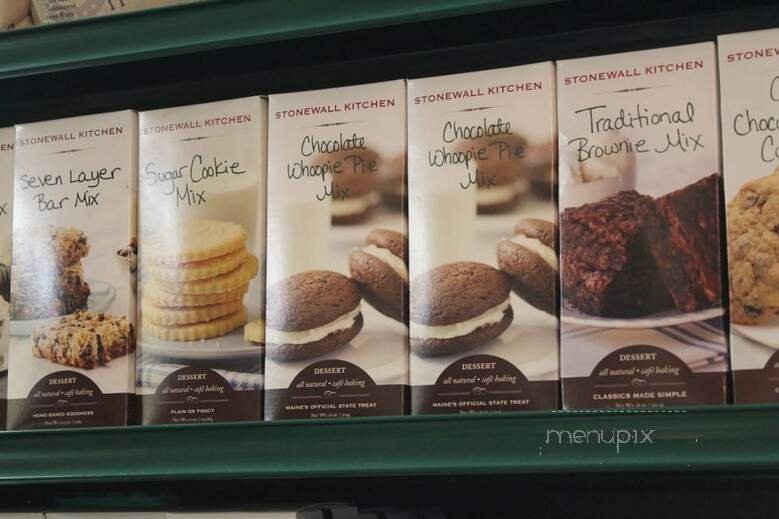 STONEWALL KITCHEN
Seven Layer
Bar Mix
DESSERT
all natural • café baking
HOME-BAKED GOODNESS
STONEWALL KITCHEN
Sugar Cookie
Mix
DESSERT
all natural • café baking
PLAIN OR FANCY
STONEWALL KITCHEN
Chocolate
Whoopie Pie
Mix
DESSERT
all natural • café baking
MAINE'S OFFICIAL STATE TREAT
STONEWALL KITCHEN
Chocolate
Whoopie Pie
Mix
DESSERT
all natural • café baking
MAINE'S OFFICIAL STATE TREAT
STONEWALL KITCHEN
Traditional
Brownie Mix
DESSERT
all natural • café baking
CLASSICS MADE SIMPLE
STONEW
menupix